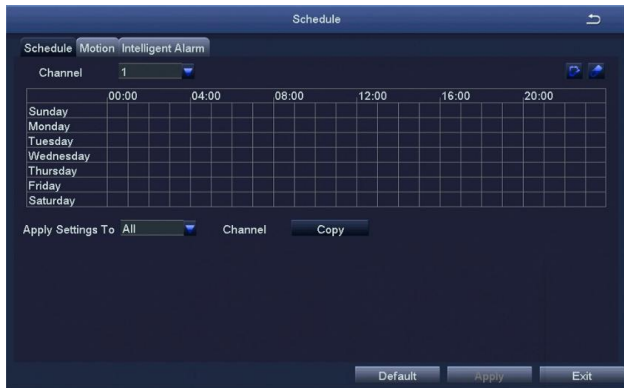 Schedule
Schedule Motion Intelligent Alarm
Channel 1
00:00 04:00 08:00 12:00 16:00 20:00
Sunday
Monday
Tuesday
Wednesday
Thursday
Friday
Saturday
Apply Settings To All Channel Copy
Default Apply Exit